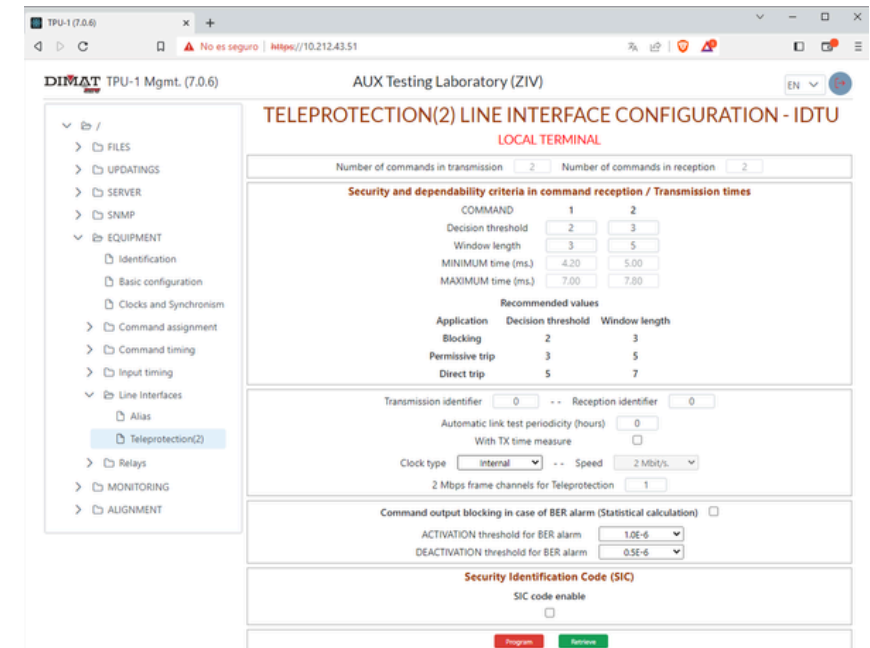 TPU-1 (7.0.6)
No es seguro https://10.212.43.51
DIMAT TPU-1 Mgmt. (7.0.6)
AUX Testing Laboratory (ZIV)
EN
/
FILES
UPDATINGS
SERVER
SNMP
EQUIPMENT
Identification
Basic configuration
Clocks and Synchronism
Command assignment
Command timing
Input timing
Line Interfaces
Alias
Teleprotection(2)
Relays
MONITORING
ALIGNMENT
TELEPROTECTION(2) LINE INTERFACE CONFIGURATION - IDTU
LOCAL TERMINAL
Number of commands in transmission 2 Number of commands in reception 2
Security and dependability criteria in command reception / Transmission times
COMMAND 1 2
Decision threshold 2 3
Window length 3 5
MINIMUM time (ms.) 4.20 5.00
MAXIMUM time (ms.) 7.00 7.80
Recommended values
Application Decision threshold Window length
Blocking 2 3
Permissive trip 3 5
Direct trip 5 7
Transmission identifier 0 -- Reception identifier 0
Automatic link test periodicity (hours) 0
With TX time measure
Clock type Internal -- Speed 2 Mbit/s.
2 Mbps frame channels for Teleprotection 1
Command output blocking in case of BER alarm (Statistical calculation)
ACTIVATION threshold for BER alarm 1.0E-6
DEACTIVATION threshold for BER alarm 0.5E-6
Security Identification Code (SIC)
SIC code enable
Program Retrieve